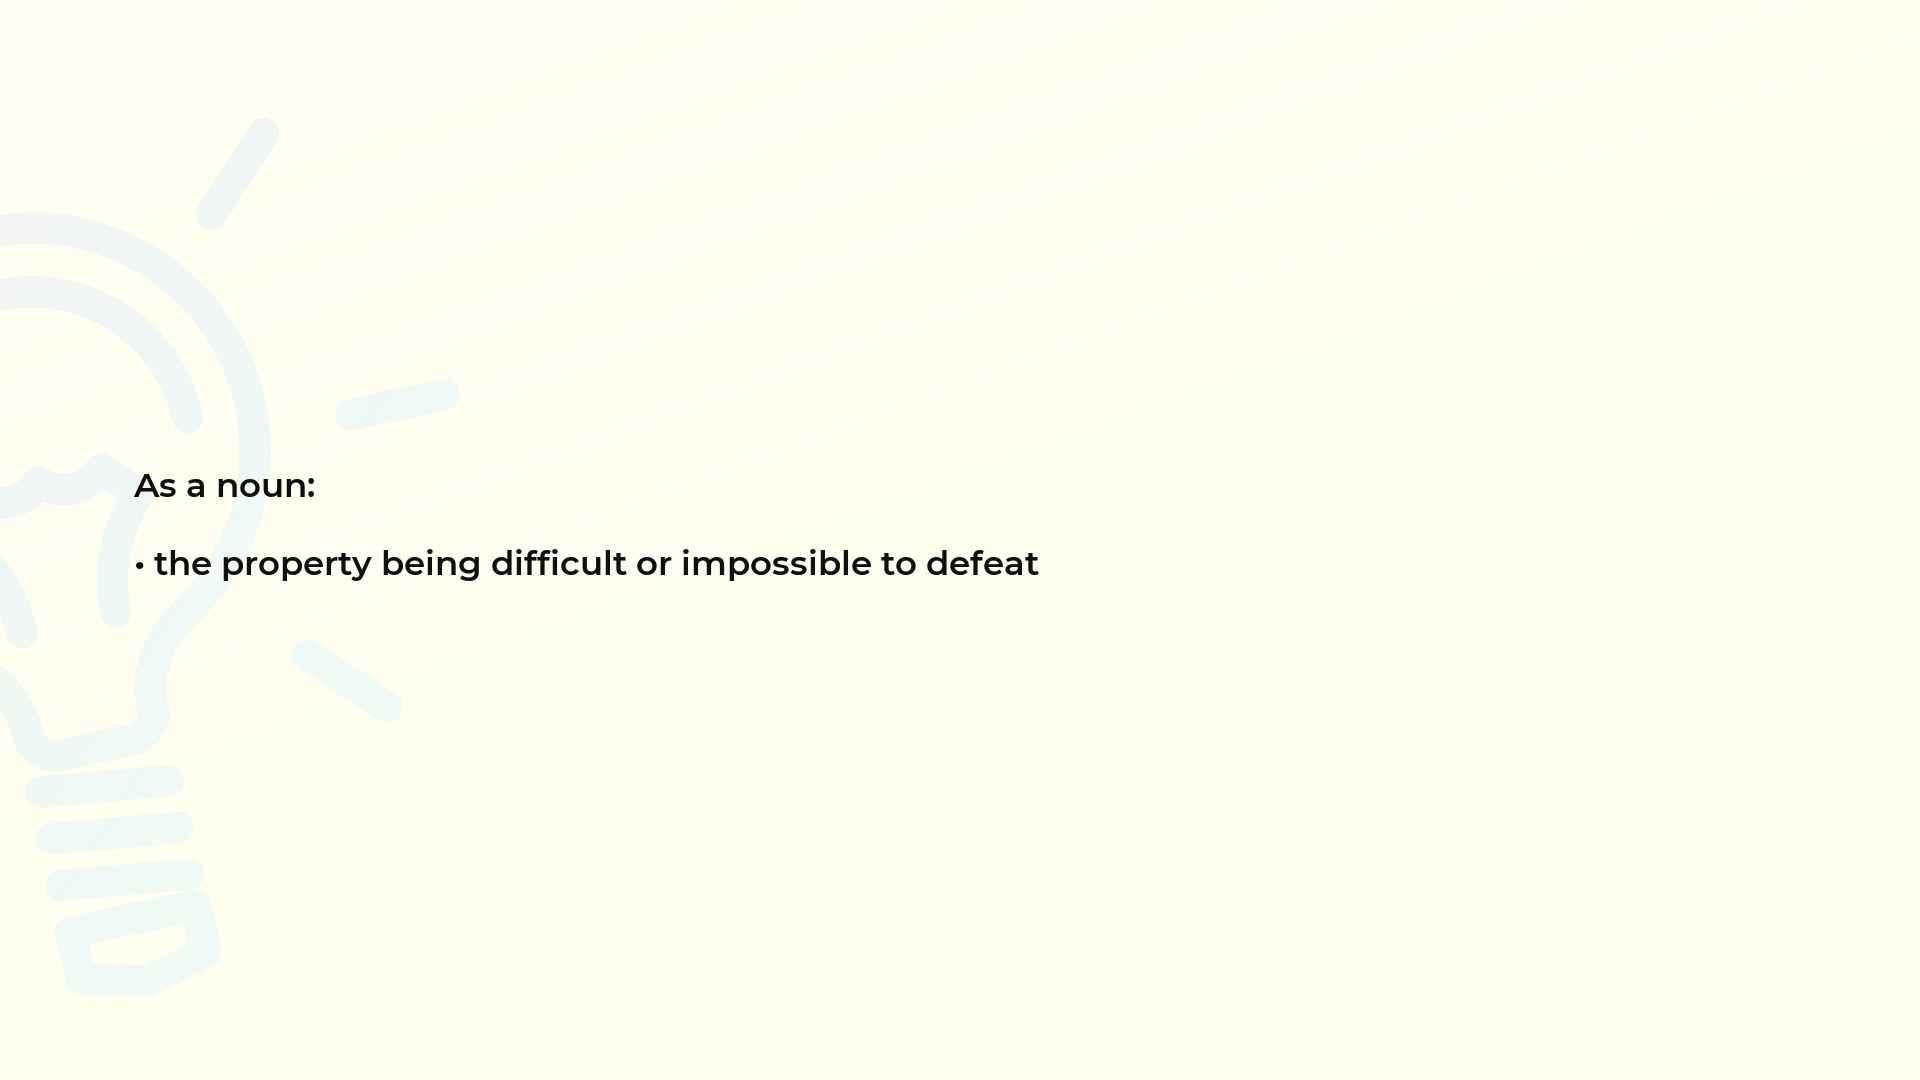 As a noun:
• the property being difficult or impossible to defeat